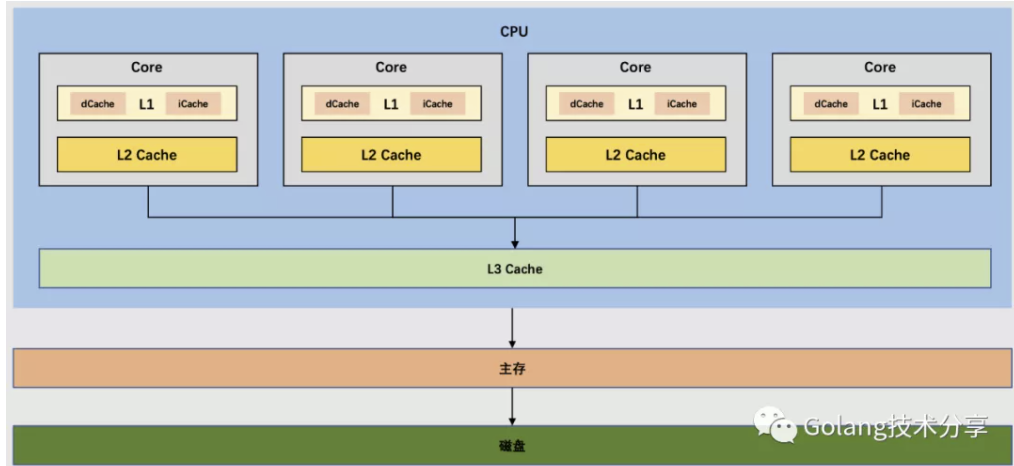 CPU
Core Core Core Core
dCache L1 iCache dCache L1 iCache dCache L1 iCache dCache L1 iCache
L2 Cache L2 Cache L2 Cache L2 Cache
L3 Cache
主存
Golang技术分享
磁盘